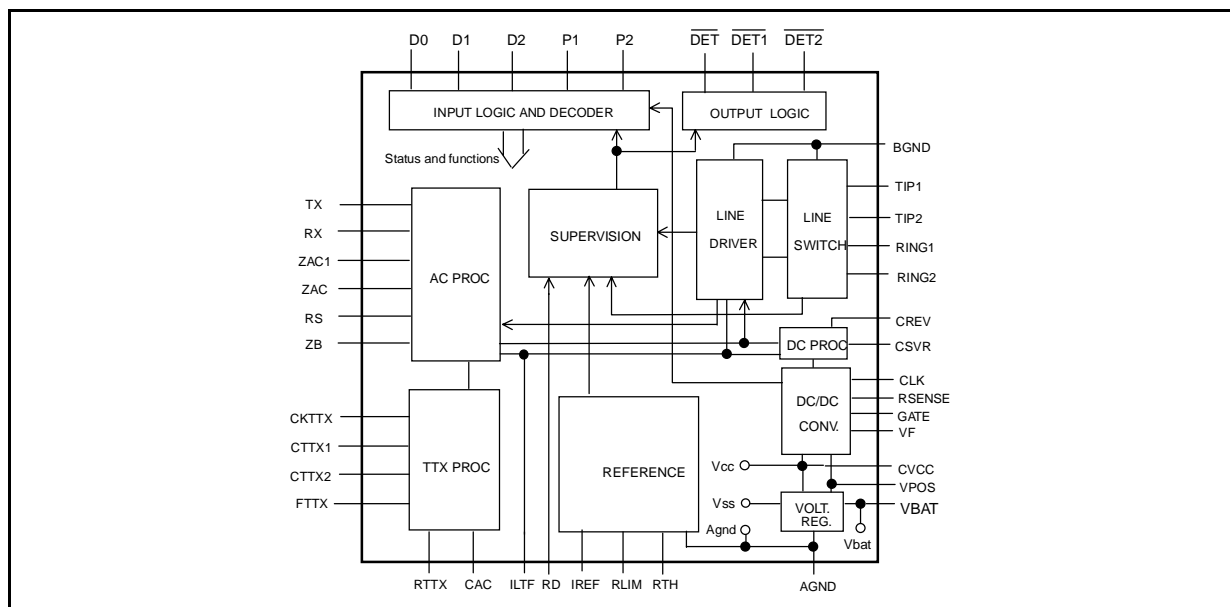 D0 D1 D2 P1 P2 DET DET1 DET2
INPUT LOGIC AND DECODER
OUTPUT LOGIC
Status and functions
BGND
TIP1
TIP2
RING1
RING2
TX
RX
ZAC1
ZAC
RS
ZB
AC PROC
SUPERVISION
LINE
DRIVER
LINE
SWITCH
CREV
CSVR
DC PROC
CLK
RSENSE
GATE
VF
DC/DC
CONV.
CKTTX
CTTX1
CTTX2
FTTX
TTX PROC
REFERENCE
Vcc
Vss
Agnd
CVCC
VPOS
VBAT
VOLT.
REG.
Vbat
RTTX CAC ILTF RD IREF RLIM RTH AGND